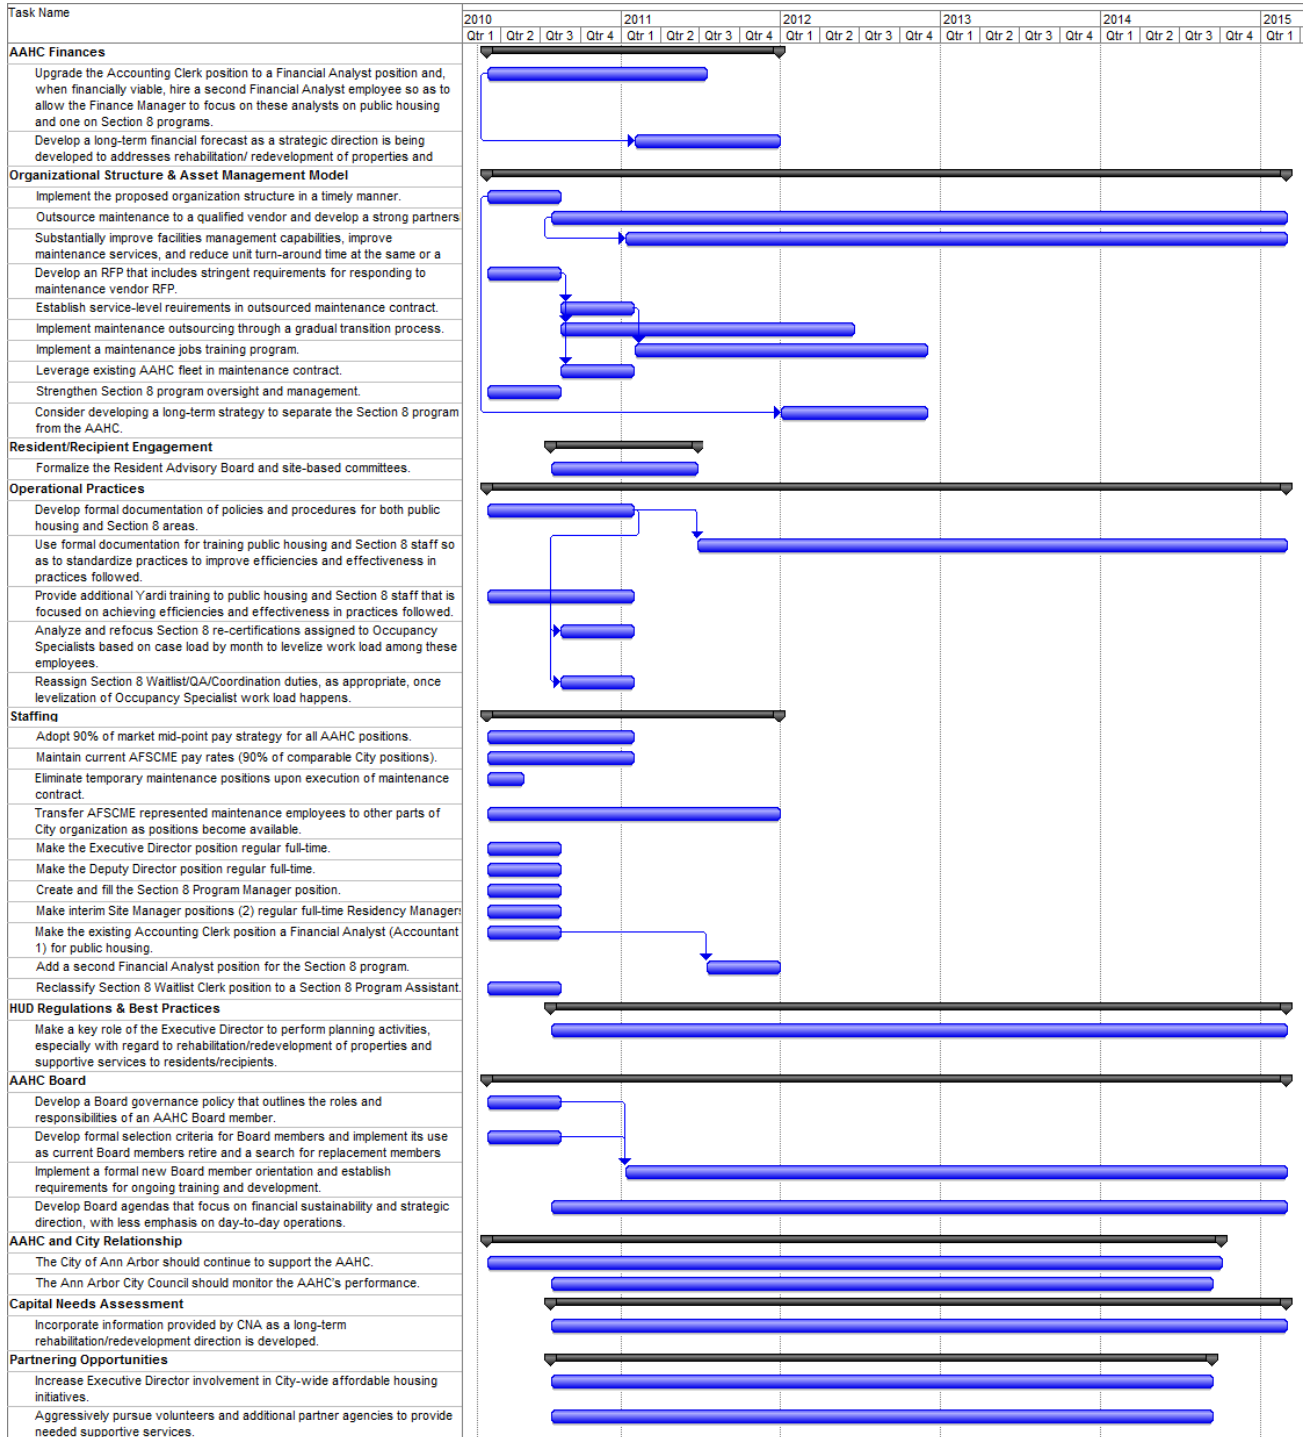 Task Name
2010 2011 2012 2013 2014 2015
Qtr 1 Qtr 2 Qtr 3 Qtr 4 Qtr 1 Qtr 2 Qtr 3 Qtr 4 Qtr 1 Qtr 2 Qtr 3 Qtr 4 Qtr 1 Qtr 2 Qtr 3 Qtr 4 Qtr 1 Qtr 2 Qtr 3 Qtr 4 Qtr 1
AAHC Finances
Upgrade the Accounting Clerk position to a Financial Analyst position and,
when financially viable, hire a second Financial Analyst employee so as to
allow the Finance Manager to focus on these analysts on public housing
and one on Section 8 programs.
Develop a long-term financial forecast as a strategic direction is being
developed to addresses rehabilitation/ redevelopment of properties and
Organizational Structure & Asset Management Model
Implement the proposed organization structure in a timely manner.
Outsource maintenance to a qualified vendor and develop a strong partners
Substantially improve facilities management capabilities, improve
maintenance services, and reduce unit turn-around time at the same or a
Develop an RFP that includes stringent requirements for responding to
maintenance vendor RFP.
Establish service-level reuirements in outsourced maintenance contract.
Implement maintenance outsourcing through a gradual transition process.
Implement a maintenance jobs training program.
Leverage existing AAHC fleet in maintenance contract.
Strengthen Section 8 program oversight and management.
Consider developing a long-term strategy to separate the Section 8 program
from the AAHC.
Resident/Recipient Engagement
Formalize the Resident Advisory Board and site-based committees.
Operational Practices
Develop formal documentation of policies and procedures for both public
housing and Section 8 areas.
Use formal documentation for training public housing and Section 8 staff so
as to standardize practices to improve efficiencies and effectiveness in
practices followed.
Provide additional Yardi training to public housing and Section 8 staff that is
focused on achieving efficiencies and effectiveness in practices followed.
Analyze and refocus Section 8 re-certifications assigned to Occupancy
Specialists based on case load by month to levelize work load among these
employees.
Reassign Section 8 Waitlist/QA/Coordination duties, as appropriate, once
levelization of Occupancy Specialist work load happens.
Staffing
Adopt 90% of market mid-point pay strategy for all AAHC positions.
Maintain current AFSCME pay rates (90% of comparable City positions).
Eliminate temporary maintenance positions upon execution of maintenance
contract.
Transfer AFSCME represented maintenance employees to other parts of
City organization as positions become available.
Make the Executive Director position regular full-time.
Make the Deputy Director position regular full-time.
Create and fill the Section 8 Program Manager position.
Make interim Site Manager positions (2) regular full-time Residency Managers
Make the existing Accounting Clerk position a Financial Analyst (Accountant
1) for public housing.
Add a second Financial Analyst position for the Section 8 program.
Reclassify Section 8 Waitlist Clerk position to a Section 8 Program Assistant.
HUD Regulations & Best Practices
Make a key role of the Executive Director to perform planning activities,
especially with regard to rehabilitation/redevelopment of properties and
supportive services to residents/recipients.
AAHC Board
Develop a Board governance policy that outlines the roles and
responsibilities of an AAHC Board member.
Develop formal selection criteria for Board members and implement its use
as current Board members retire and a search for replacement members
Implement a formal new Board member orientation and establish
requirements for ongoing training and development.
Develop Board agendas that focus on financial sustainability and strategic
direction, with less emphasis on day-to-day operations.
AAHC and City Relationship
The City of Ann Arbor should continue to support the AAHC.
The Ann Arbor City Council should monitor the AAHC's performance.
Capital Needs Assessment
Incorporate information provided by CNA as a long-term
rehabilitation/redevelopment direction is developed.
Partnering Opportunities
Increase Executive Director involvement in City-wide affordable housing
initiatives.
Aggressively pursue volunteers and additional partner agencies to provide
needed supportive services.